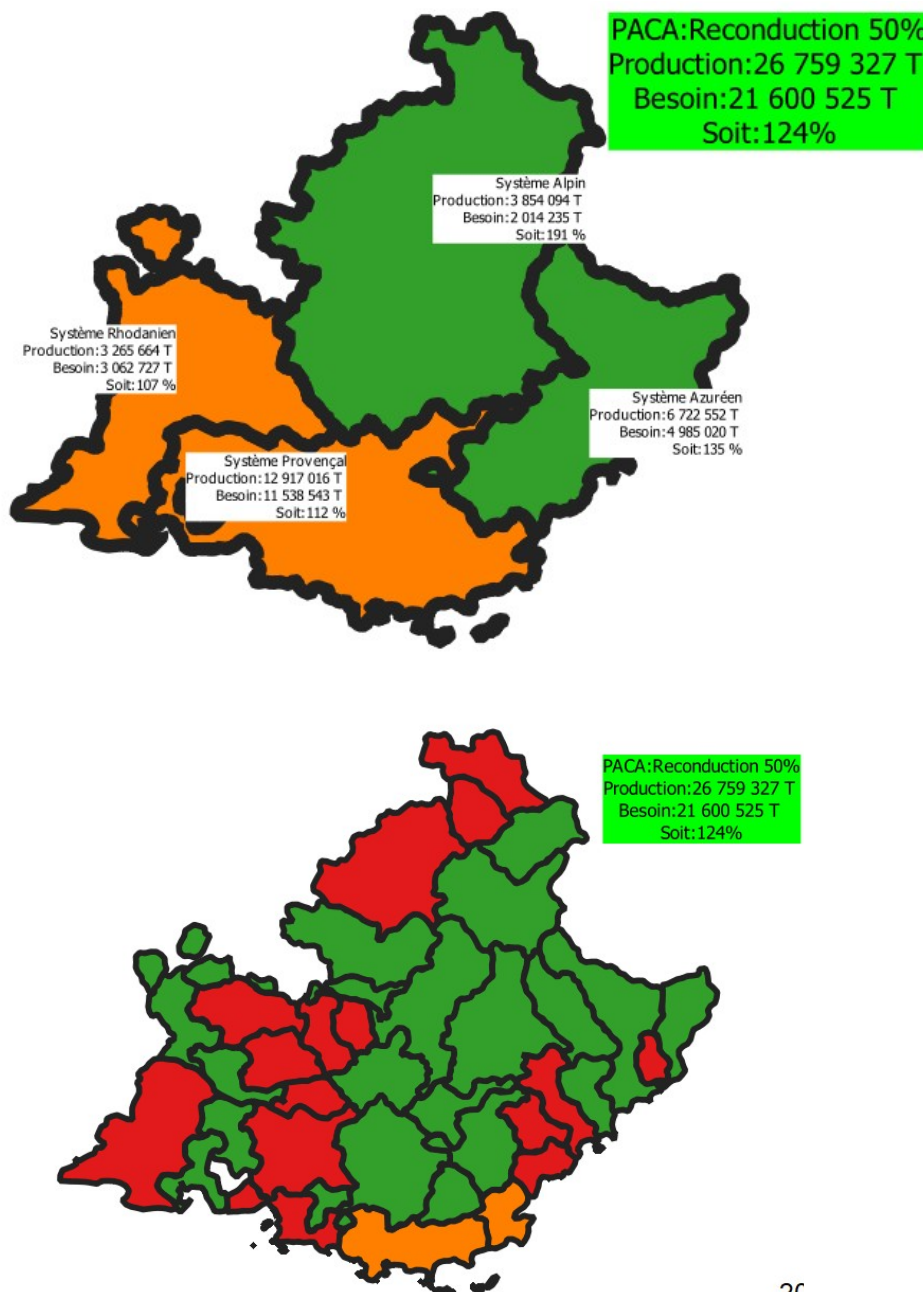 PACA:Reconduction 50%
Production:26 759 327 T
Besoin:21 600 525 T
Soit:124%
Système Alpin
Production:3 854 094 T
Besoin:2 014 235 T
Soit:191 %
Système Rhodanien
Production:3 265 664 T
Besoin:3 062 727 T
Soit:107 %
Système Azuréen
Production:6 722 552 T
Besoin:4 985 020 T
Soit:135 %
Système Provençal
Production:12 917 016 T
Besoin:11 538 543 T
Soit:112 %
PACA:Reconduction 50%
Production:26 759 327 T
Besoin:21 600 525 T
Soit:124%